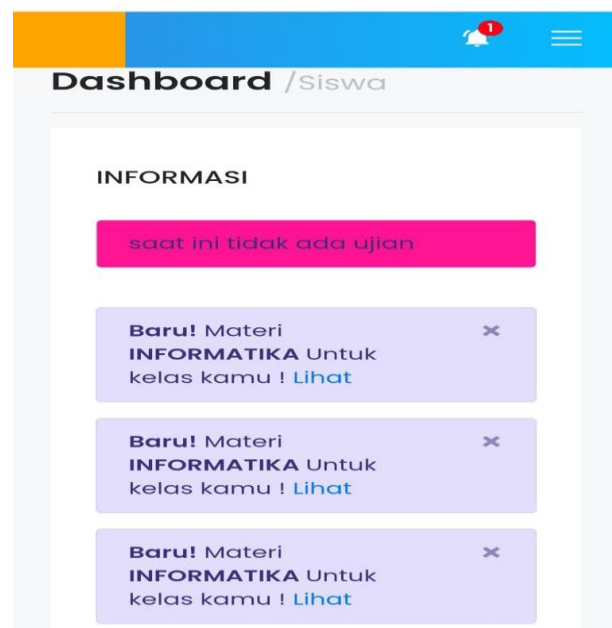 1
Dashboard /Siswa
INFORMASI
saat ini tidak ada ujian
Baru! Materi
INFORMATIKA Untuk
kelas kamu ! Lihat
Baru! Materi
INFORMATIKA Untuk
kelas kamu ! Lihat
Baru! Materi
INFORMATIKA Untuk
kelas kamu ! Lihat